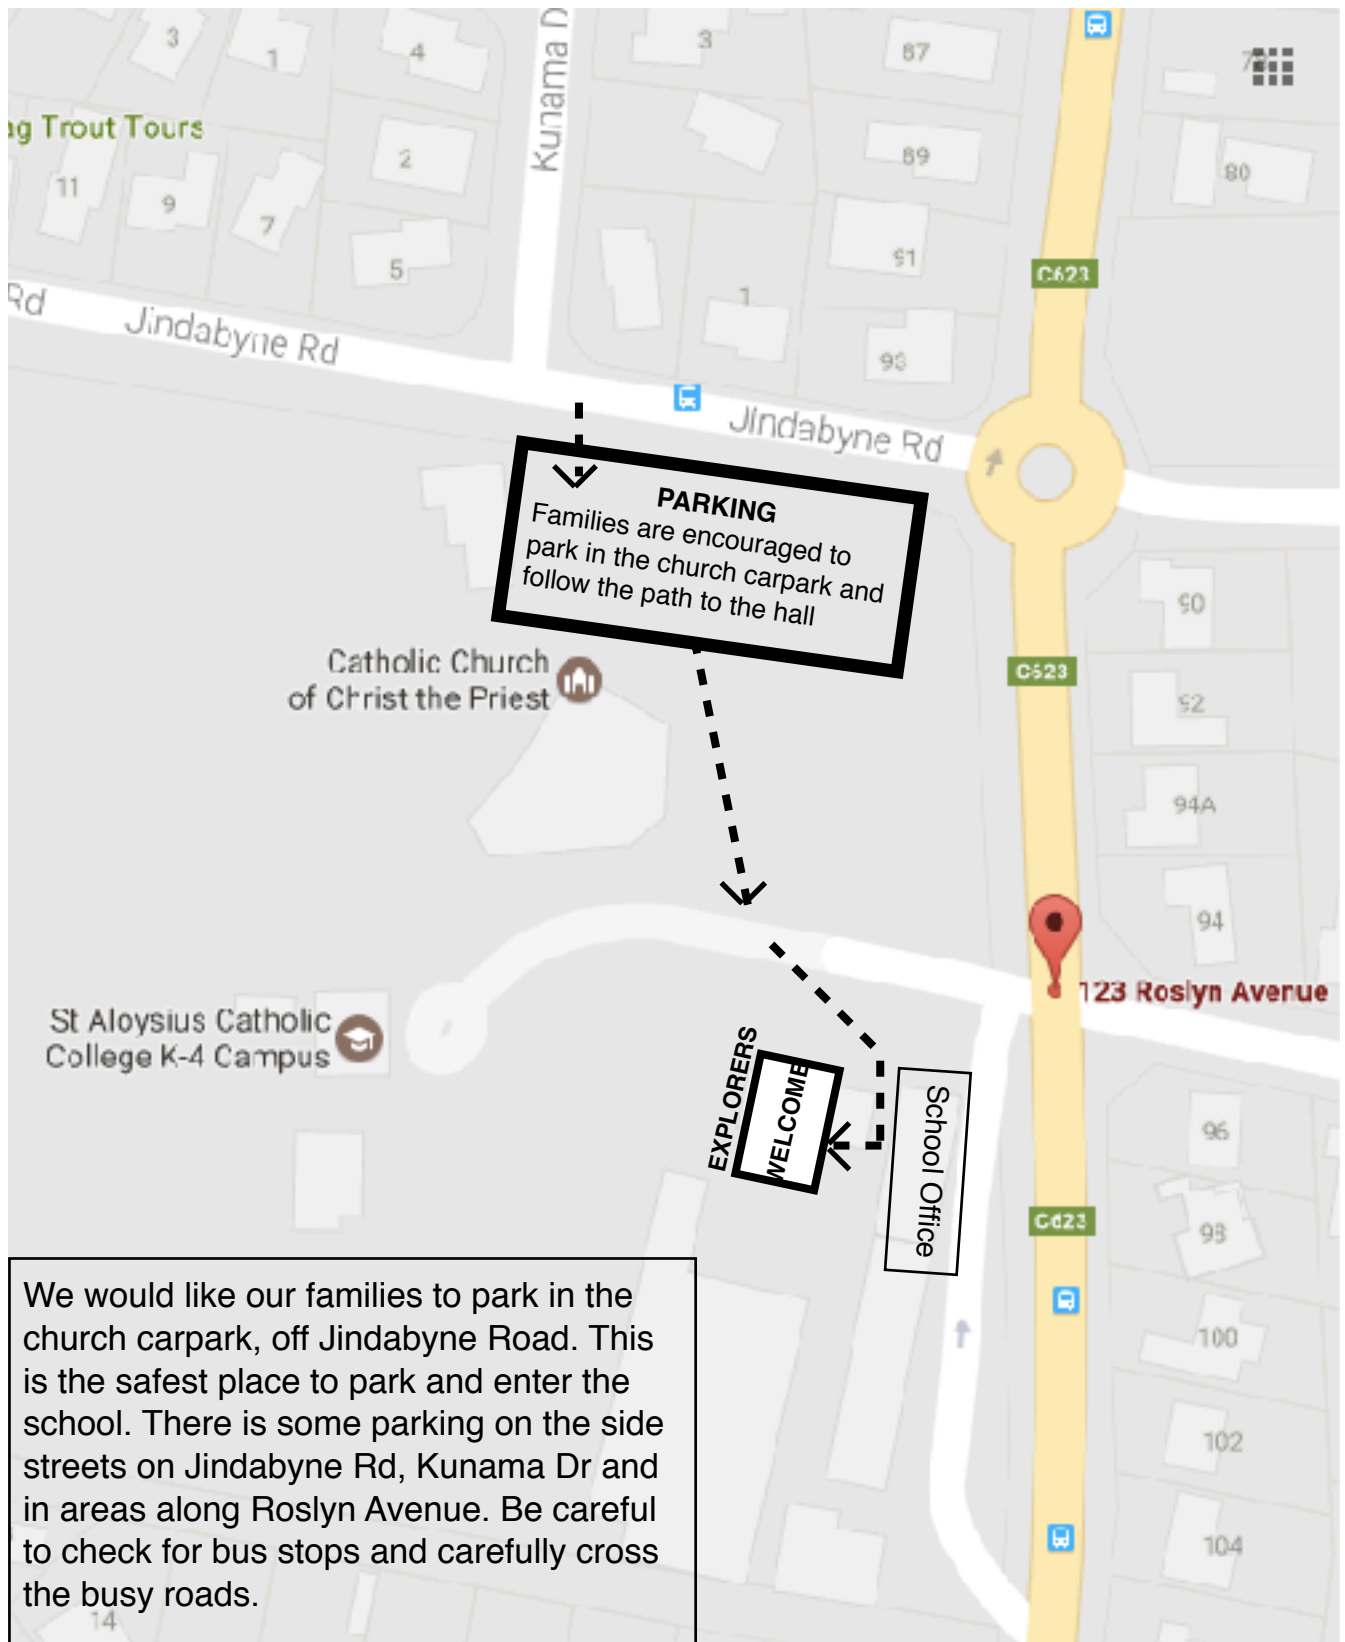 3
1
4
Kunama D
3
87
ag Trout Tours
2
89
80
11
9
7
5
91
C623
Rd
Jindabyne Rd
1
93
Jindabyne Rd
PARKING
Families are encouraged to
park in the church carpark and
follow the path to the hall
90
Catholic Church
of Christ the Priest
C623
92
94A
94
123 Roslyn Avenue
St Aloysius Catholic
College K-4 Campus
EXPLORERS
WELCOME
School Office
96
C623
98
100
102
104
We would like our families to park in the
church carpark, off Jindabyne Road. This
is the safest place to park and enter the
school. There is some parking on the side
streets on Jindabyne Rd, Kunama Dr and
in areas along Roslyn Avenue. Be careful
to check for bus stops and carefully cross
the busy roads.
14